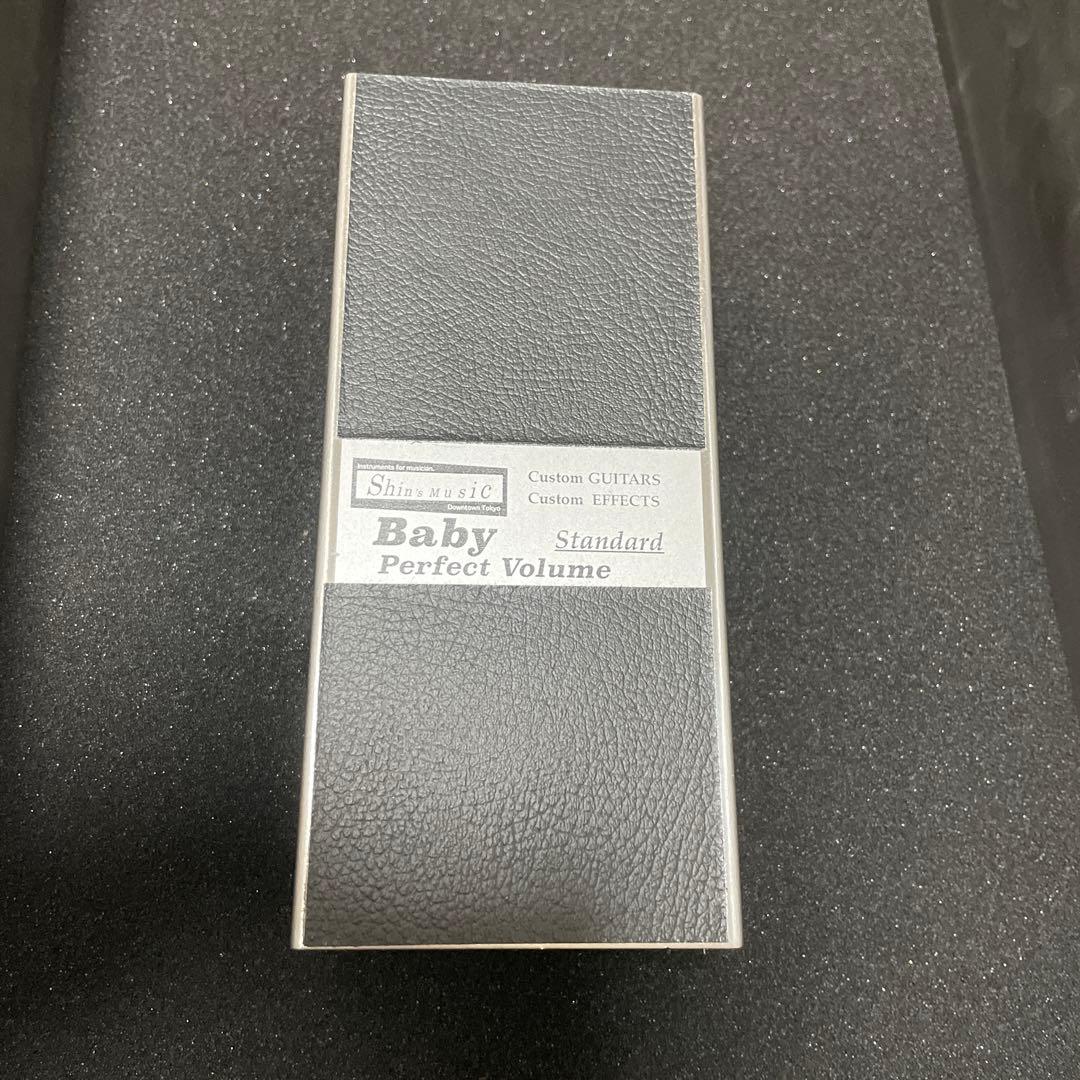 Instruments for musician.
Shin's Music
Downtown Tokyo
Custom GUITARS
Custom EFFECTS
Baby
Standard
Perfect Volume